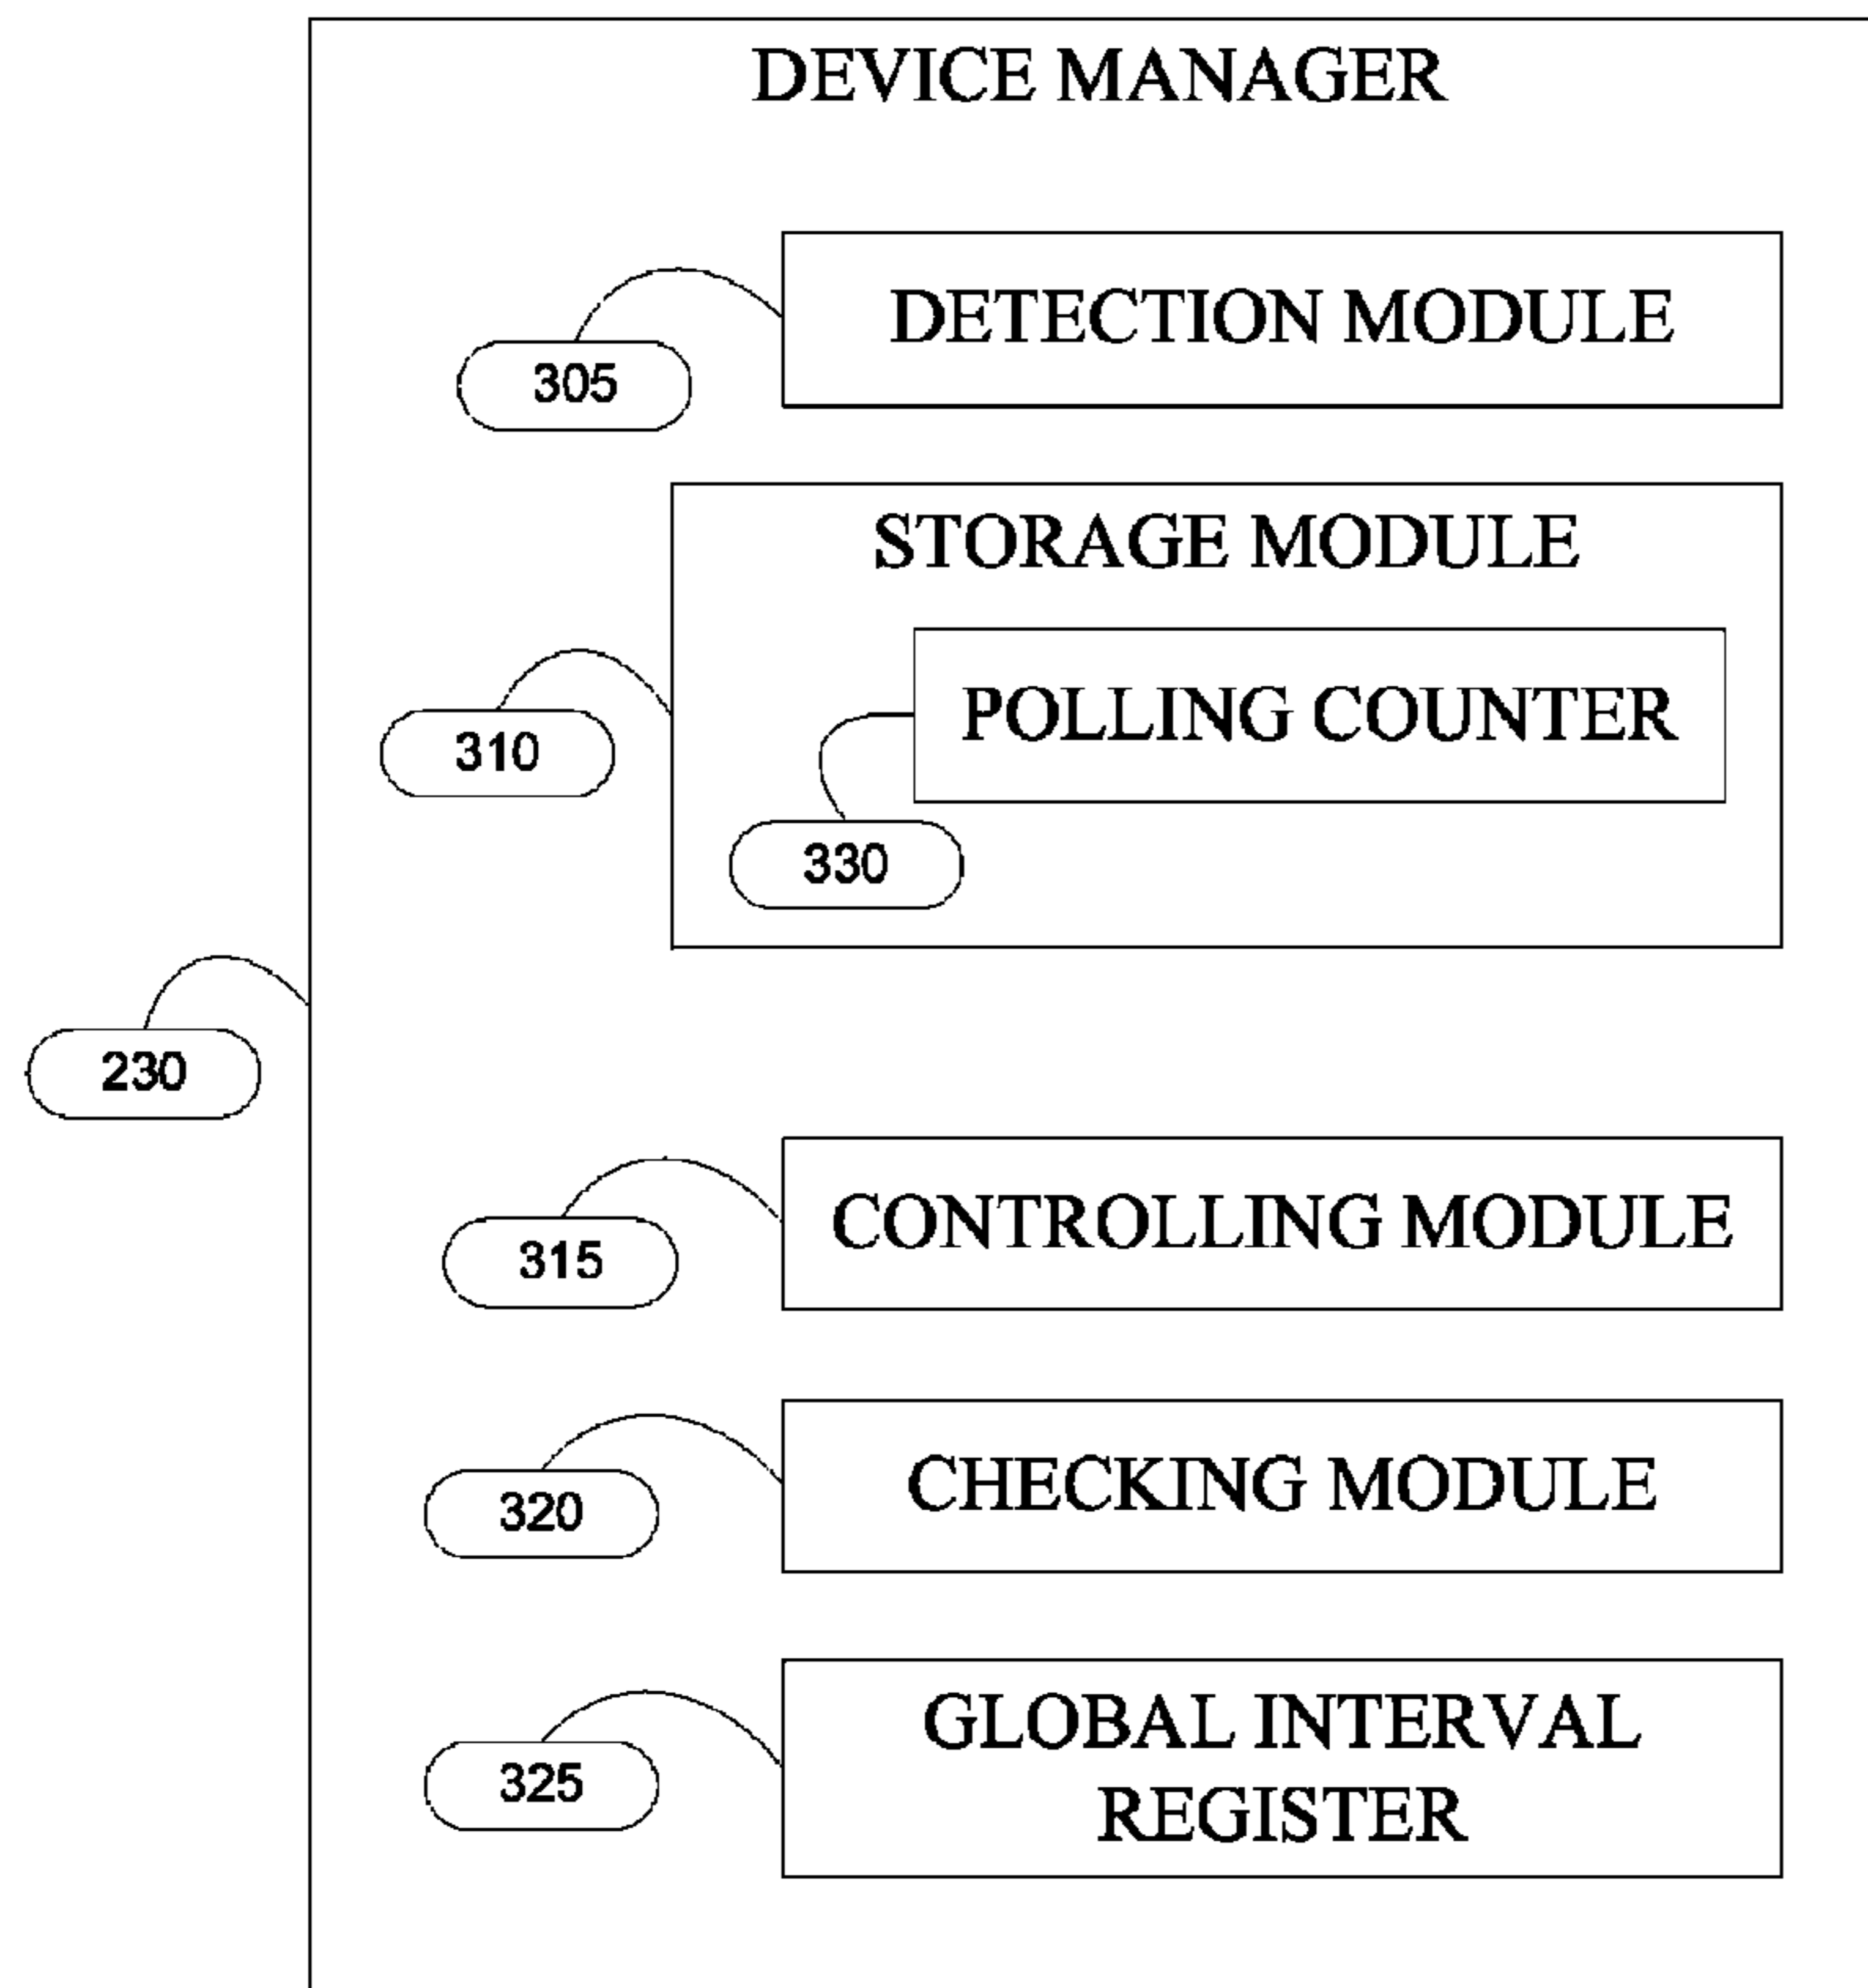 DEVICE MANAGER
DETECTION MODULE
305
STORAGE MODULE
POLLING COUNTER
310
330
230
CONTROLLING MODULE
315
CHECKING MODULE
320
GLOBAL INTERVAL
REGISTER
325